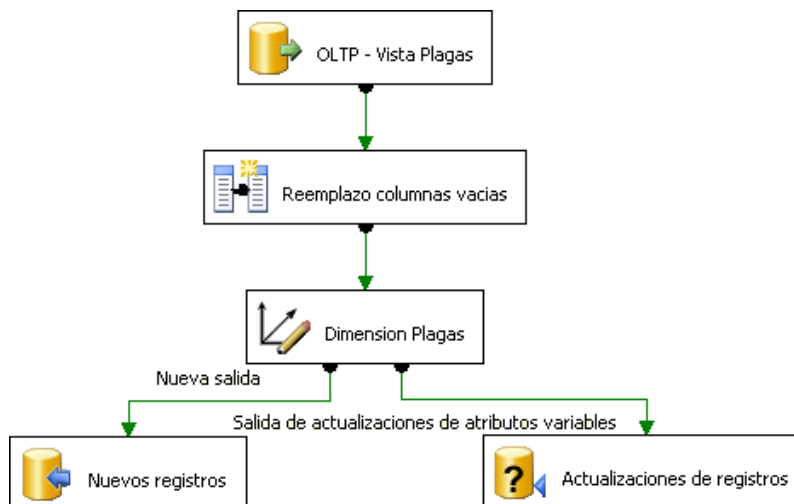 OLTP - Vista Plagas
Reemplazo columnas vacias
Dimension Plagas
Nueva salida
Salida de actualizaciones de atributos variables
Nuevos registros
Actualizaciones de registros